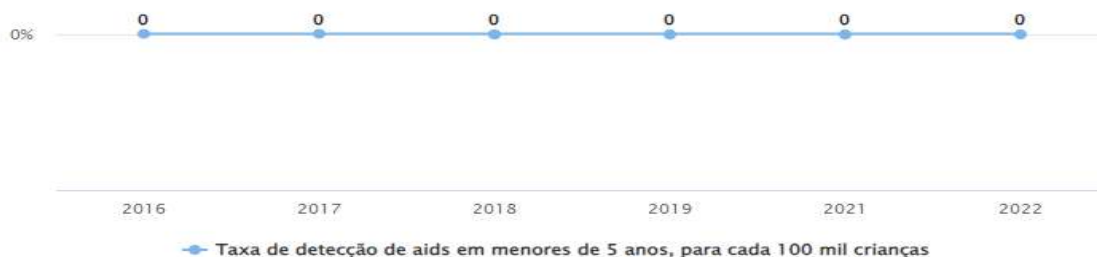 0 0 0 0 0 0
0%
2016 2017 2018 2019 2021 2022
Taxa de detecção de aids em menores de 5 anos, para cada 100 mil crianças